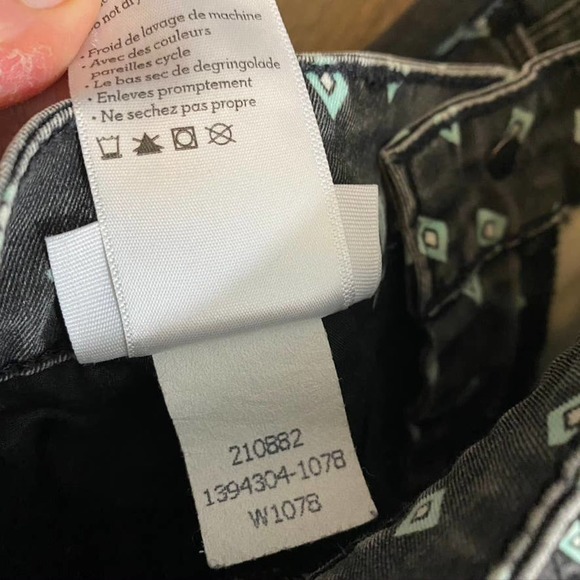 not dry
• Froid de lavage de machine
• Avec des couleurs
pareilles cycle
• Le bas sec de degringolade
• Enleves promptement
• Ne sechez pas propre
210882
1394304-1078
W1078